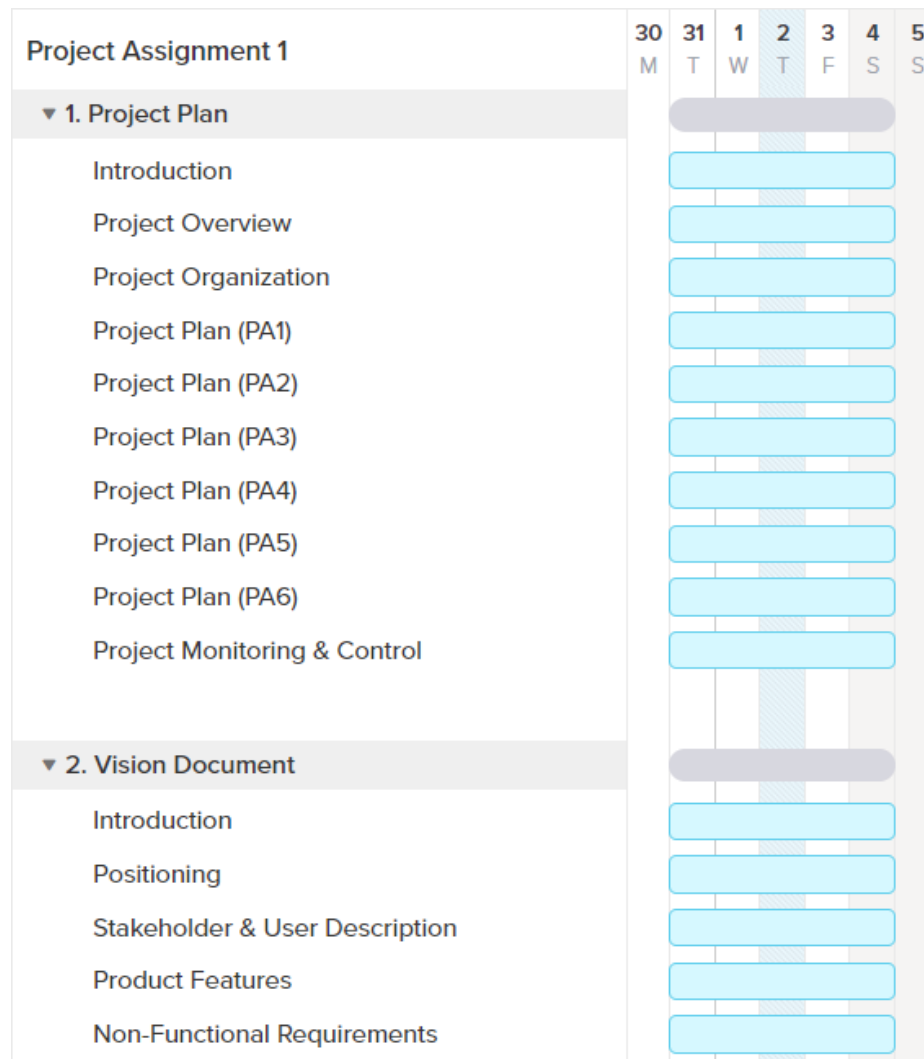 Project Assignment 1
30 31 1 2 3 4 5
M T W T F S S
1. Project Plan
Introduction
Project Overview
Project Organization
Project Plan (PA1)
Project Plan (PA2)
Project Plan (PA3)
Project Plan (PA4)
Project Plan (PA5)
Project Plan (PA6)
Project Monitoring & Control
2. Vision Document
Introduction
Positioning
Stakeholder & User Description
Product Features
Non-Functional Requirements